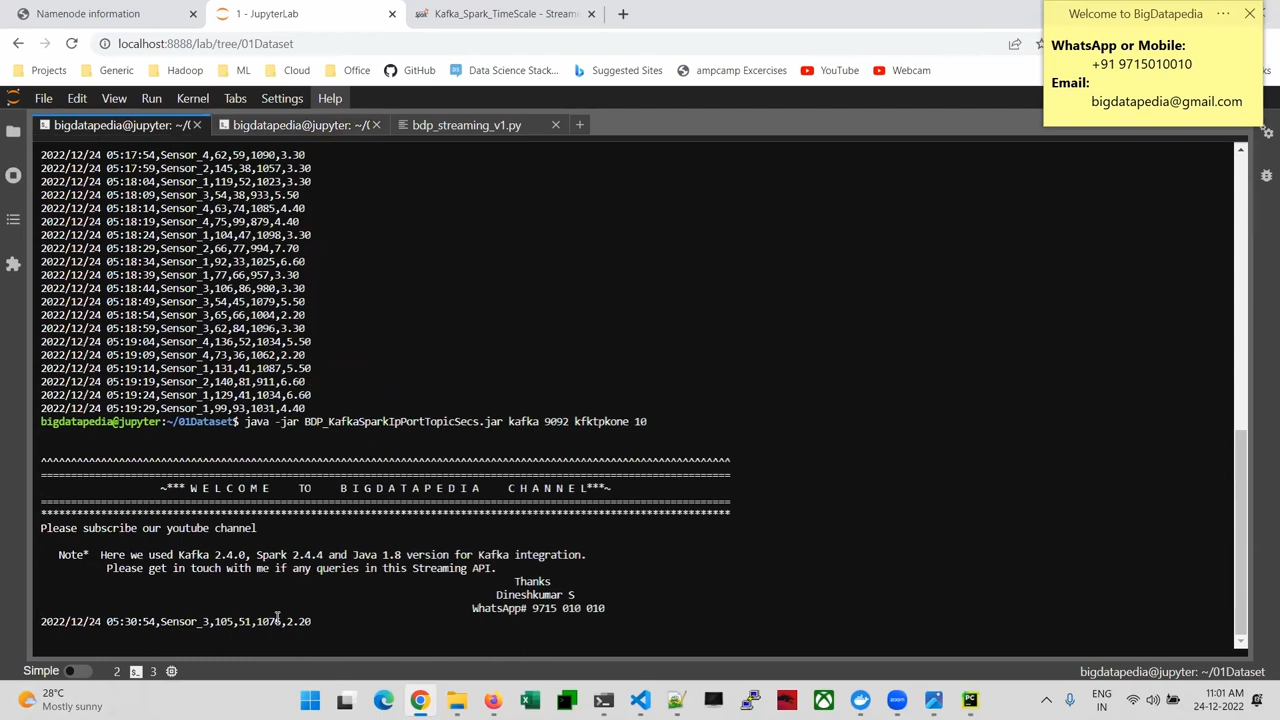 Namenode information
1 - JupyterLab
Kafka_Spark_TimeScale - Streami
Welcome to BigDatapedia
WhatsApp or Mobile:
+91 9715010010
Email:
bigdatapedia@gmail.com
localhost:8888/lab/tree/01Dataset
Projects Generic Hadoop ML Cloud Office GitHub Data Science Stack... Suggested Sites ampcamp Excercises YouTube Webcam
File Edit View Run Kernel Tabs Settings Help
bigdatapedia@jupyter: ~/( bigdatapedia@jupyter: ~/( bdp_streaming_v1.py
2022/12/24 05:17:54,Sensor_4,62,59,1090,3.30
2022/12/24 05:17:59,Sensor_2,145,38,1057,3.30
2022/12/24 05:18:04,Sensor_1,119,52,1023,3.30
2022/12/24 05:18:09,Sensor_3,54,38,933,5.50
2022/12/24 05:18:14,Sensor_4,63,74,1085,4.40
2022/12/24 05:18:19,Sensor_4,75,99,879,4.40
2022/12/24 05:18:24,Sensor_1,104,47,1098,3.30
2022/12/24 05:18:29,Sensor_2,66,77,994,7.70
2022/12/24 05:18:34,Sensor_1,92,33,1025,6.60
2022/12/24 05:18:39,Sensor_1,77,66,957,3.30
2022/12/24 05:18:44,Sensor_3,106,86,980,3.30
2022/12/24 05:18:49,Sensor_3,54,45,1079,5.50
2022/12/24 05:18:54,Sensor_3,65,66,1004,2.20
2022/12/24 05:18:59,Sensor_3,62,84,1096,3.30
2022/12/24 05:19:04,Sensor_4,136,52,1034,5.50
2022/12/24 05:19:09,Sensor_4,73,36,1062,2.20
2022/12/24 05:19:14,Sensor_1,131,41,1087,5.50
2022/12/24 05:19:19,Sensor_2,140,81,911,6.60
2022/12/24 05:19:24,Sensor_1,129,41,1034,6.60
2022/12/24 05:19:29,Sensor_1,99,93,1031,4.40
bigdatapedia@jupyter:~/01Dataset$ java -jar BDP_KafkaSparkIpPortTopicSecs.jar kafka 9092 kfktpkone 10
~*** W E L C O M E TO B I G D A T A P E D I A C H A N N E L***~
Please subscribe our youtube channel
Note* Here we used Kafka 2.4.0, Spark 2.4.4 and Java 1.8 version for Kafka integration.
Please get in touch with me if any queries in this Streaming API.
Thanks
Dineshkumar S
WhatsApp# 9715 010 010
2022/12/24 05:30:54,Sensor_3,105,51,1076,2.20
Simple 2 3 bigdatapedia@jupyter: ~/01Dataset
28°C
Mostly sunny
ENG
IN
11:01 AM
24-12-2022